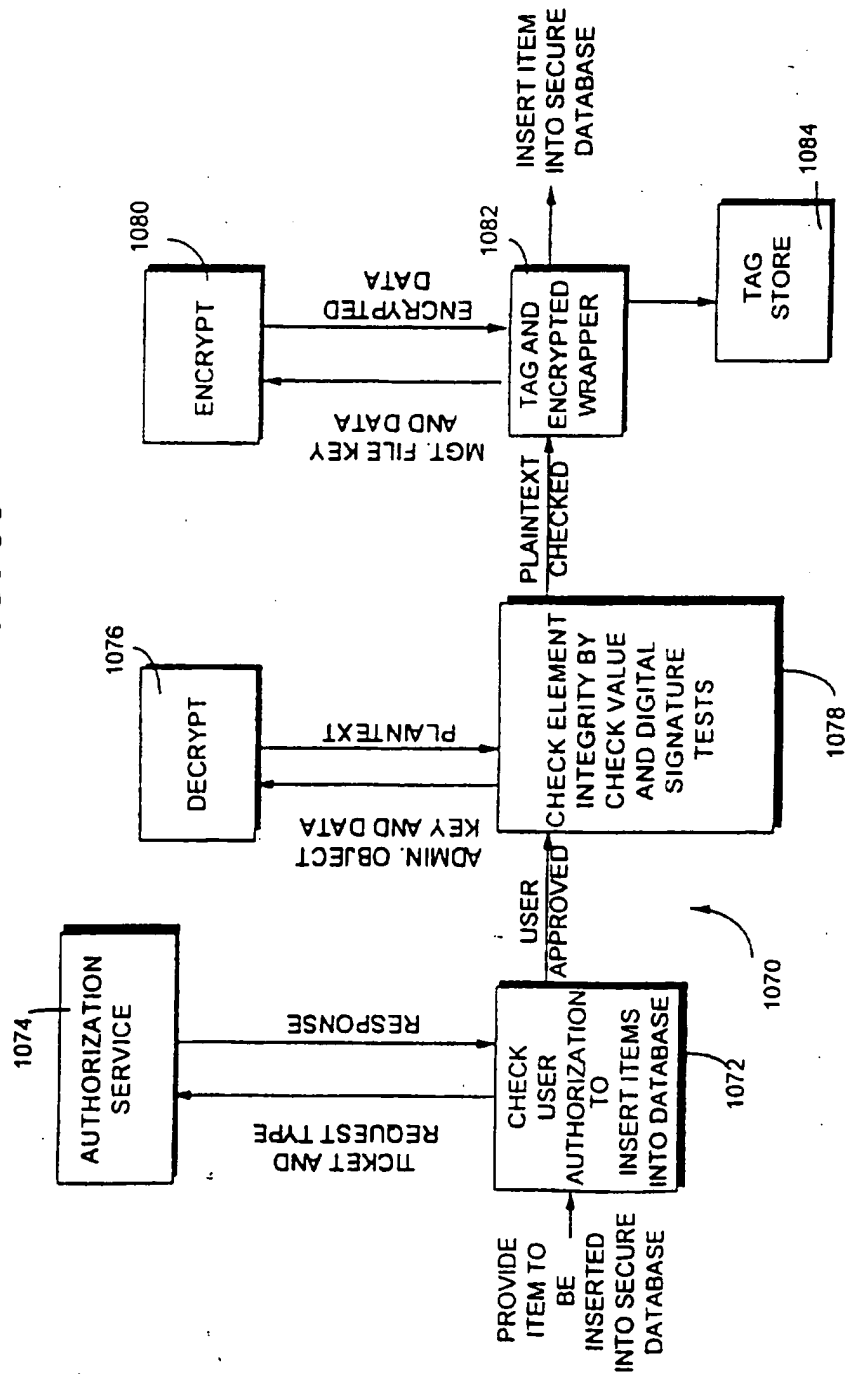 PROVIDE
ITEM TO
BE
INSERTED
INTO SECURE
DATABASE
CHECK
USER
AUTHORIZATION
TO
INSERT ITEMS
INTO DATABASE
1072
1070
TICKET AND
REQUEST TYPE
RESPONSE
AUTHORIZATION
SERVICE
1074
USER
APPROVED
CHECK ELEMENT
INTEGRITY BY
CHECK VALUE
AND DIGITAL
SIGNATURE
TESTS
1078
ADMIN. OBJECT
KEY AND DATA
PLAINTEXT
DECRYPT
1076
PLAINTEXT
CHECKED
TAG AND
ENCRYPTED
WRAPPER
1082
MGT. FILE KEY
AND DATA
ENCRYPTED
DATA
ENCRYPT
1080
INSERT ITEM
INTO SECURE
DATABASE
TAG
STORE
1084